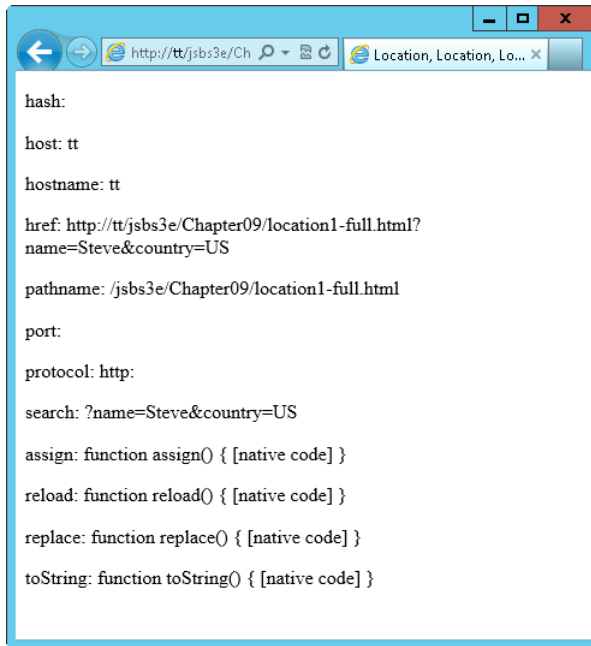 http://tt/jsbs3e/Ch
Location, Location, Lo...
hash:
host: tt
hostname: tt
href: http://tt/jsbs3e/Chapter09/location1-full.html?
name=Steve&country=US
pathname: /jsbs3e/Chapter09/location1-full.html
port:
protocol: http:
search: ?name=Steve&country=US
assign: function assign() { [native code] }
reload: function reload() { [native code] }
replace: function replace() { [native code] }
toString: function toString() { [native code] }